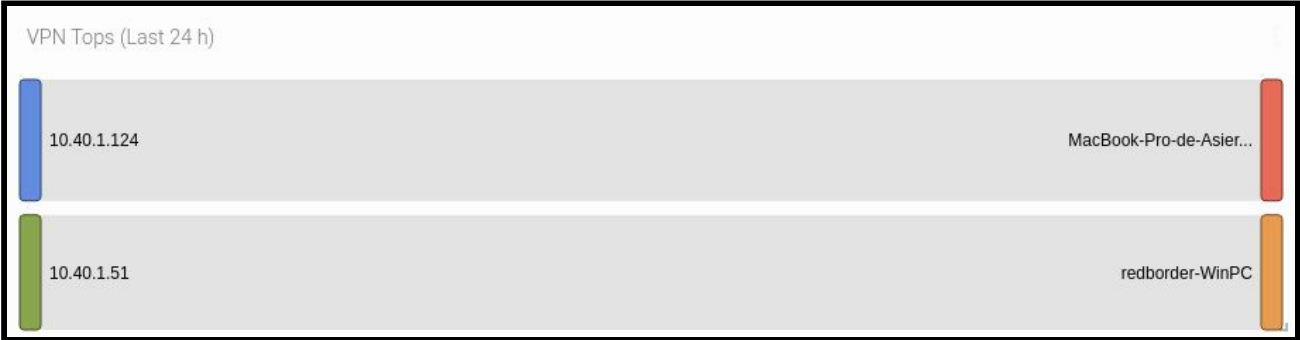 VPN Tops (Last 24 h)
10.40.1.124
MacBook-Pro-de-Asier...
10.40.1.51
redborder-WinPC